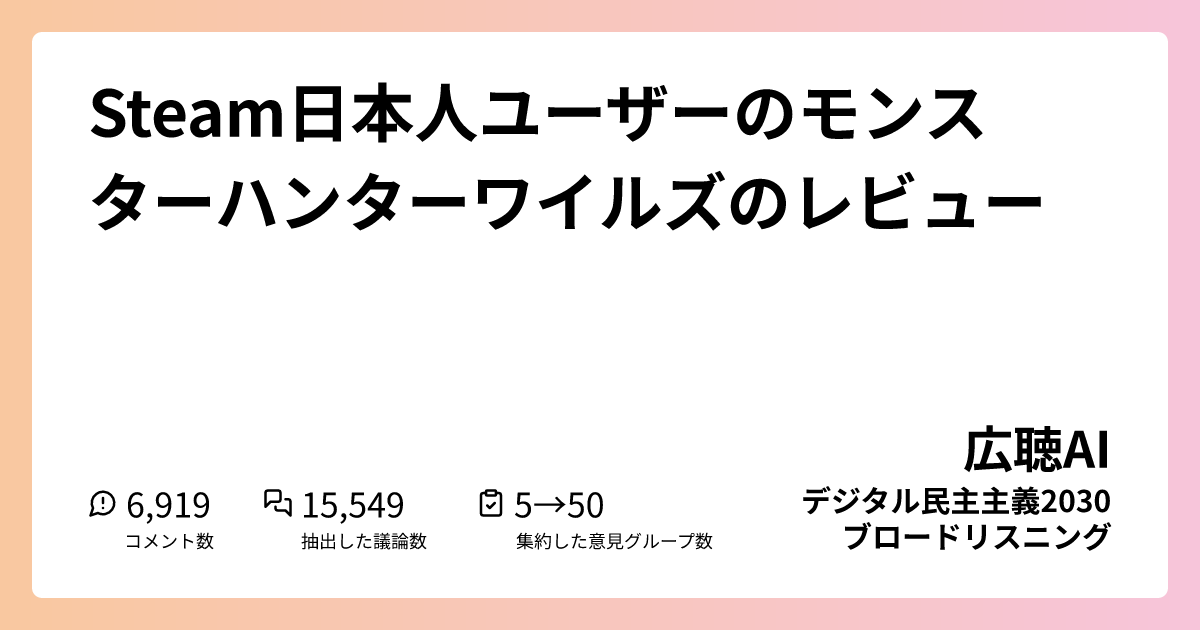 Steam日本人ユーザーのモンス
ターハンターワイルズのレビュー
広聴AI
デジタル民主主義2030
ブロードリスニング
6,919
コメント数
15,549
抽出した議論数
5→50
集約した意見グループ数